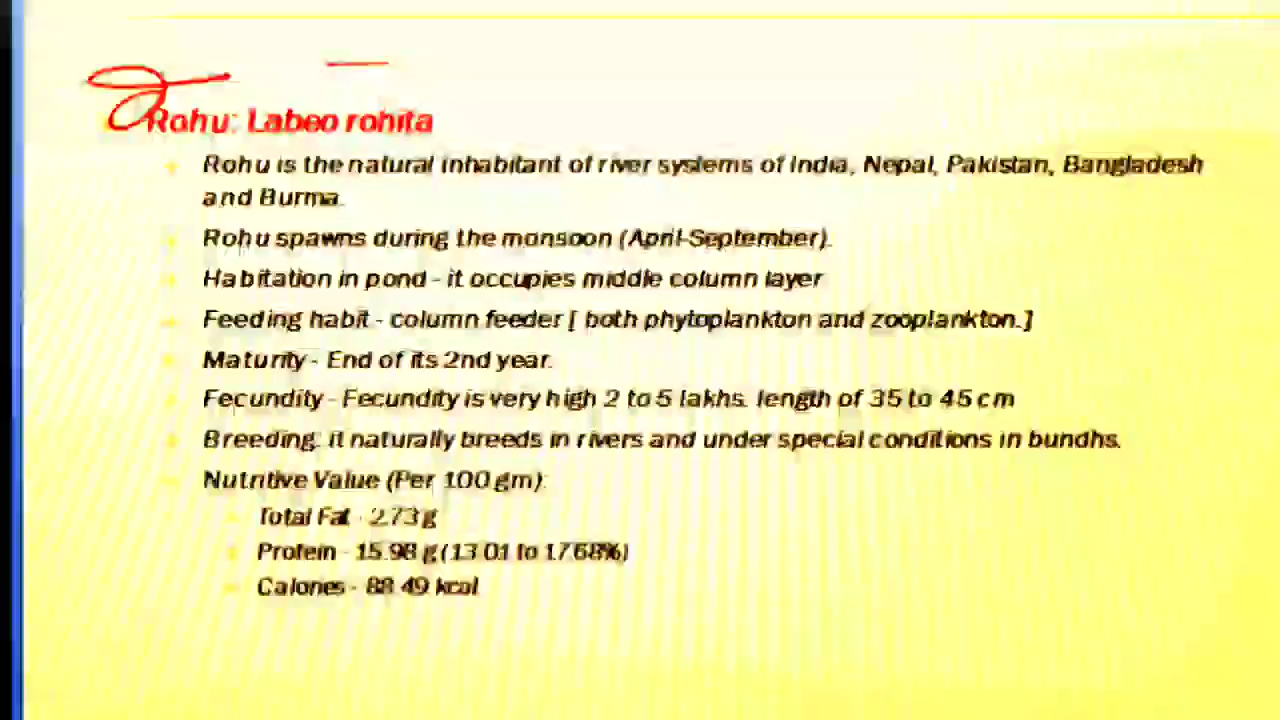 Rohu: Labeo rohita
Rohu is the natural inhabitant of river systems of India, Nepal, Pakistan, Bangladesh
and Burma.
Rohu spawns during the monsoon (April-September).
Habitation in pond - it occupies middle column layer
Feeding habit - column feeder [ both phytoplankton and zooplankton.]
Maturity - End of its 2nd year.
Fecundity - Fecundity is very high 2 to 5 lakhs. length of 35 to 45 cm
Breeding: it naturally breeds in rivers and under special conditions in bundhs.
Nutritive Value (Per 100 gm):
Total Fat - 2.73 g
Protein - 15.98 g (13.01 to 17.68%)
Calories - 88.49 kcal